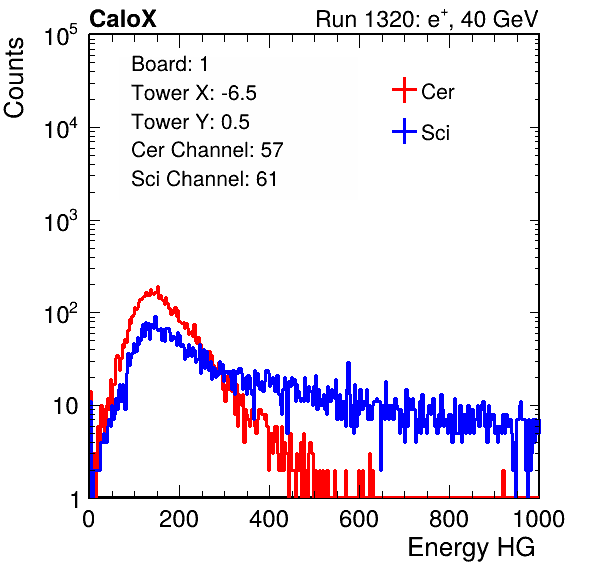 CaloX Run 1320: e⁺, 40 GeV
Counts
10⁵
10⁴
10³
10²
10
1
Board: 1
Tower X: -6.5
Tower Y: 0.5
Cer Channel: 57
Sci Channel: 61
Cer
Sci
0 200 400 600 800 1000
Energy HG